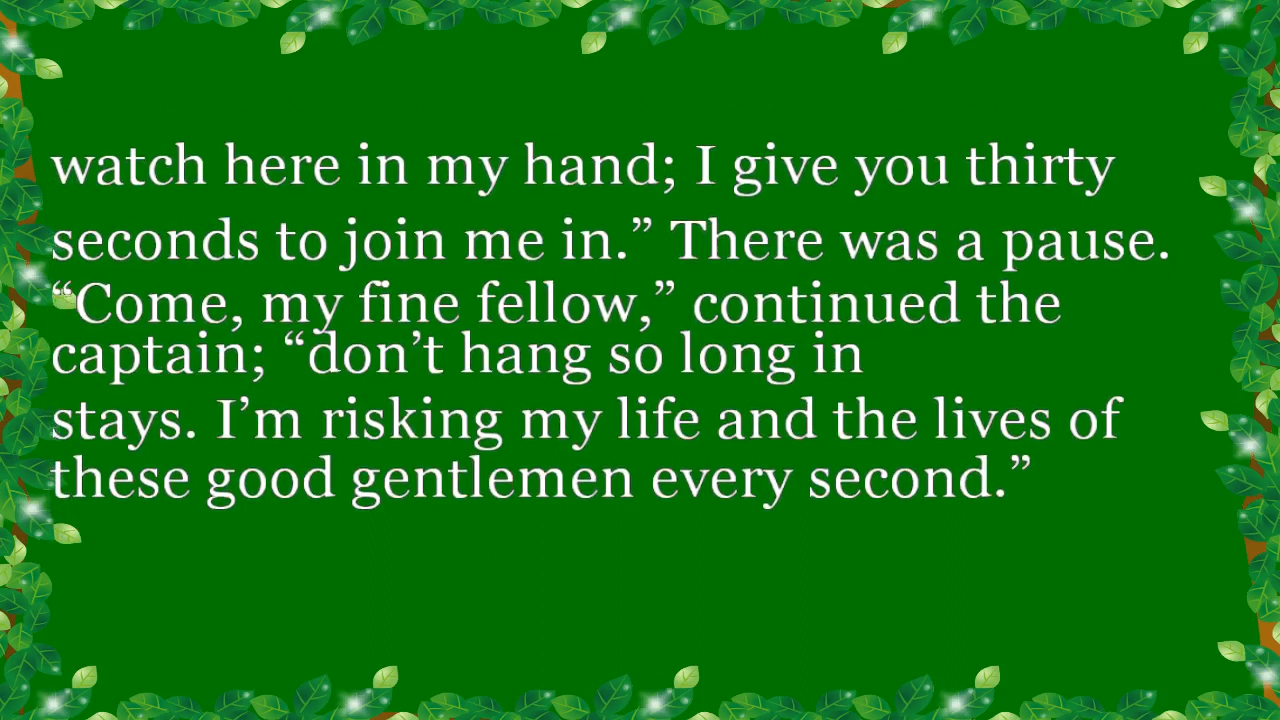 watch here in my hand; I give you thirty
seconds to join me in.” There was a pause.
“Come, my fine fellow,” continued the
captain; “don’t hang so long in
stays. I’m risking my life and the lives of
these good gentlemen every second.”